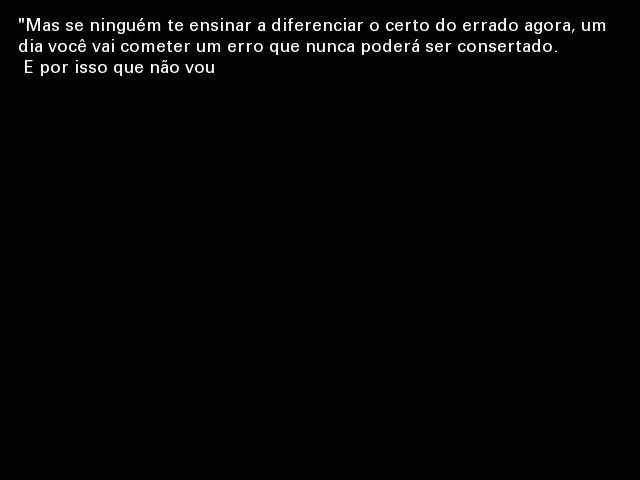 "Mas se ninguém te ensinar a diferenciar o certo do errado agora, um
dia você vai cometer um erro que nunca poderá ser consertado.
E por isso que não vou